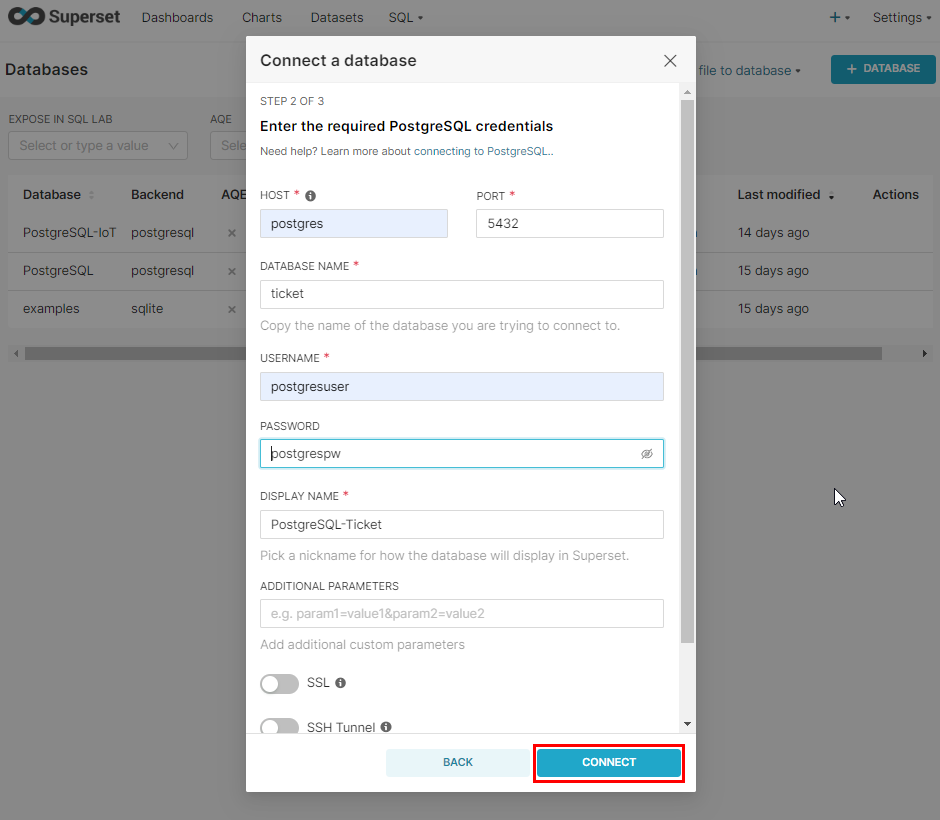 Superset Dashboards Charts Datasets SQL Settings
Databases
file to database
+ DATABASE
EXPOSE IN SQL LAB AQE
Select or type a value Sele
Database Backend AQE Last modified Actions
PostgreSQL-IoT postgresql 14 days ago
PostgreSQL postgresql 15 days ago
examples sqlite 15 days ago
Connect a database
STEP 2 OF 3
Enter the required PostgreSQL credentials
Need help? Learn more about connecting to PostgreSQL..
HOST * PORT *
postgres 5432
DATABASE NAME *
ticket
Copy the name of the database you are trying to connect to.
USERNAME *
postgresuser
PASSWORD
postgrespw
DISPLAY NAME *
PostgreSQL-Ticket
Pick a nickname for how the database will display in Superset.
ADDITIONAL PARAMETERS
e.g. param1=value1&param2=value2
Add additional custom parameters
SSL
SSH Tunnel
BACK CONNECT